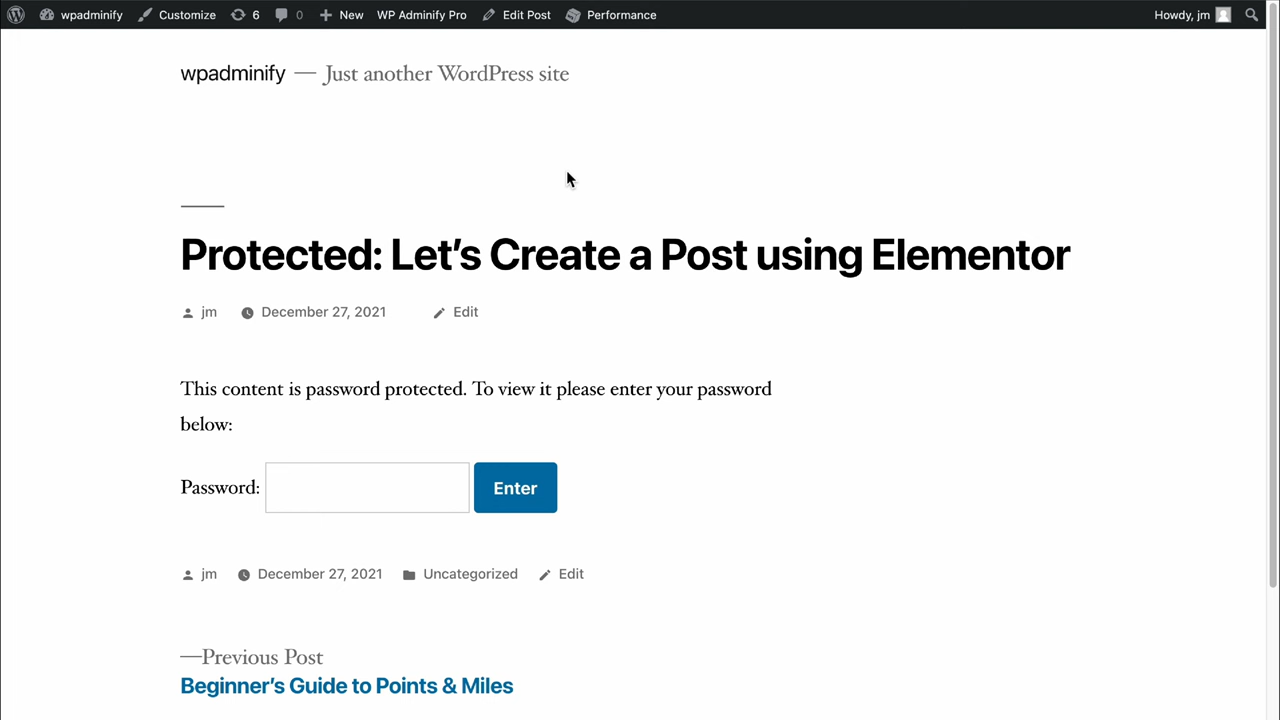 wpadminify Customize 6 0 New WP Adminify Pro Edit Post Performance Howdy, jm
wpadminify — Just another WordPress site
Protected: Let’s Create a Post using Elementor
jm December 27, 2021 Edit
This content is password protected. To view it please enter your password
below:
Password: Enter
jm December 27, 2021 Uncategorized Edit
—Previous Post
Beginner’s Guide to Points & Miles